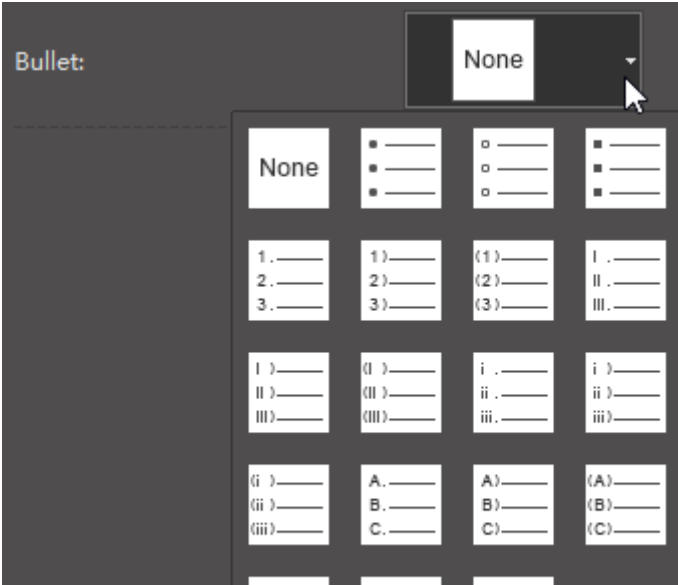 Bullet:
None
None
1.
2.
3.
1)
2)
3)
(1)
(2)
(3)
I .
II .
III.
I )
II )
III)
(I )
(II )
(III)
i .
ii .
iii.
i )
ii )
iii)
(i )
(ii )
(iii)
A.
B.
C.
A)
B)
C)
(A)
(B)
(C)